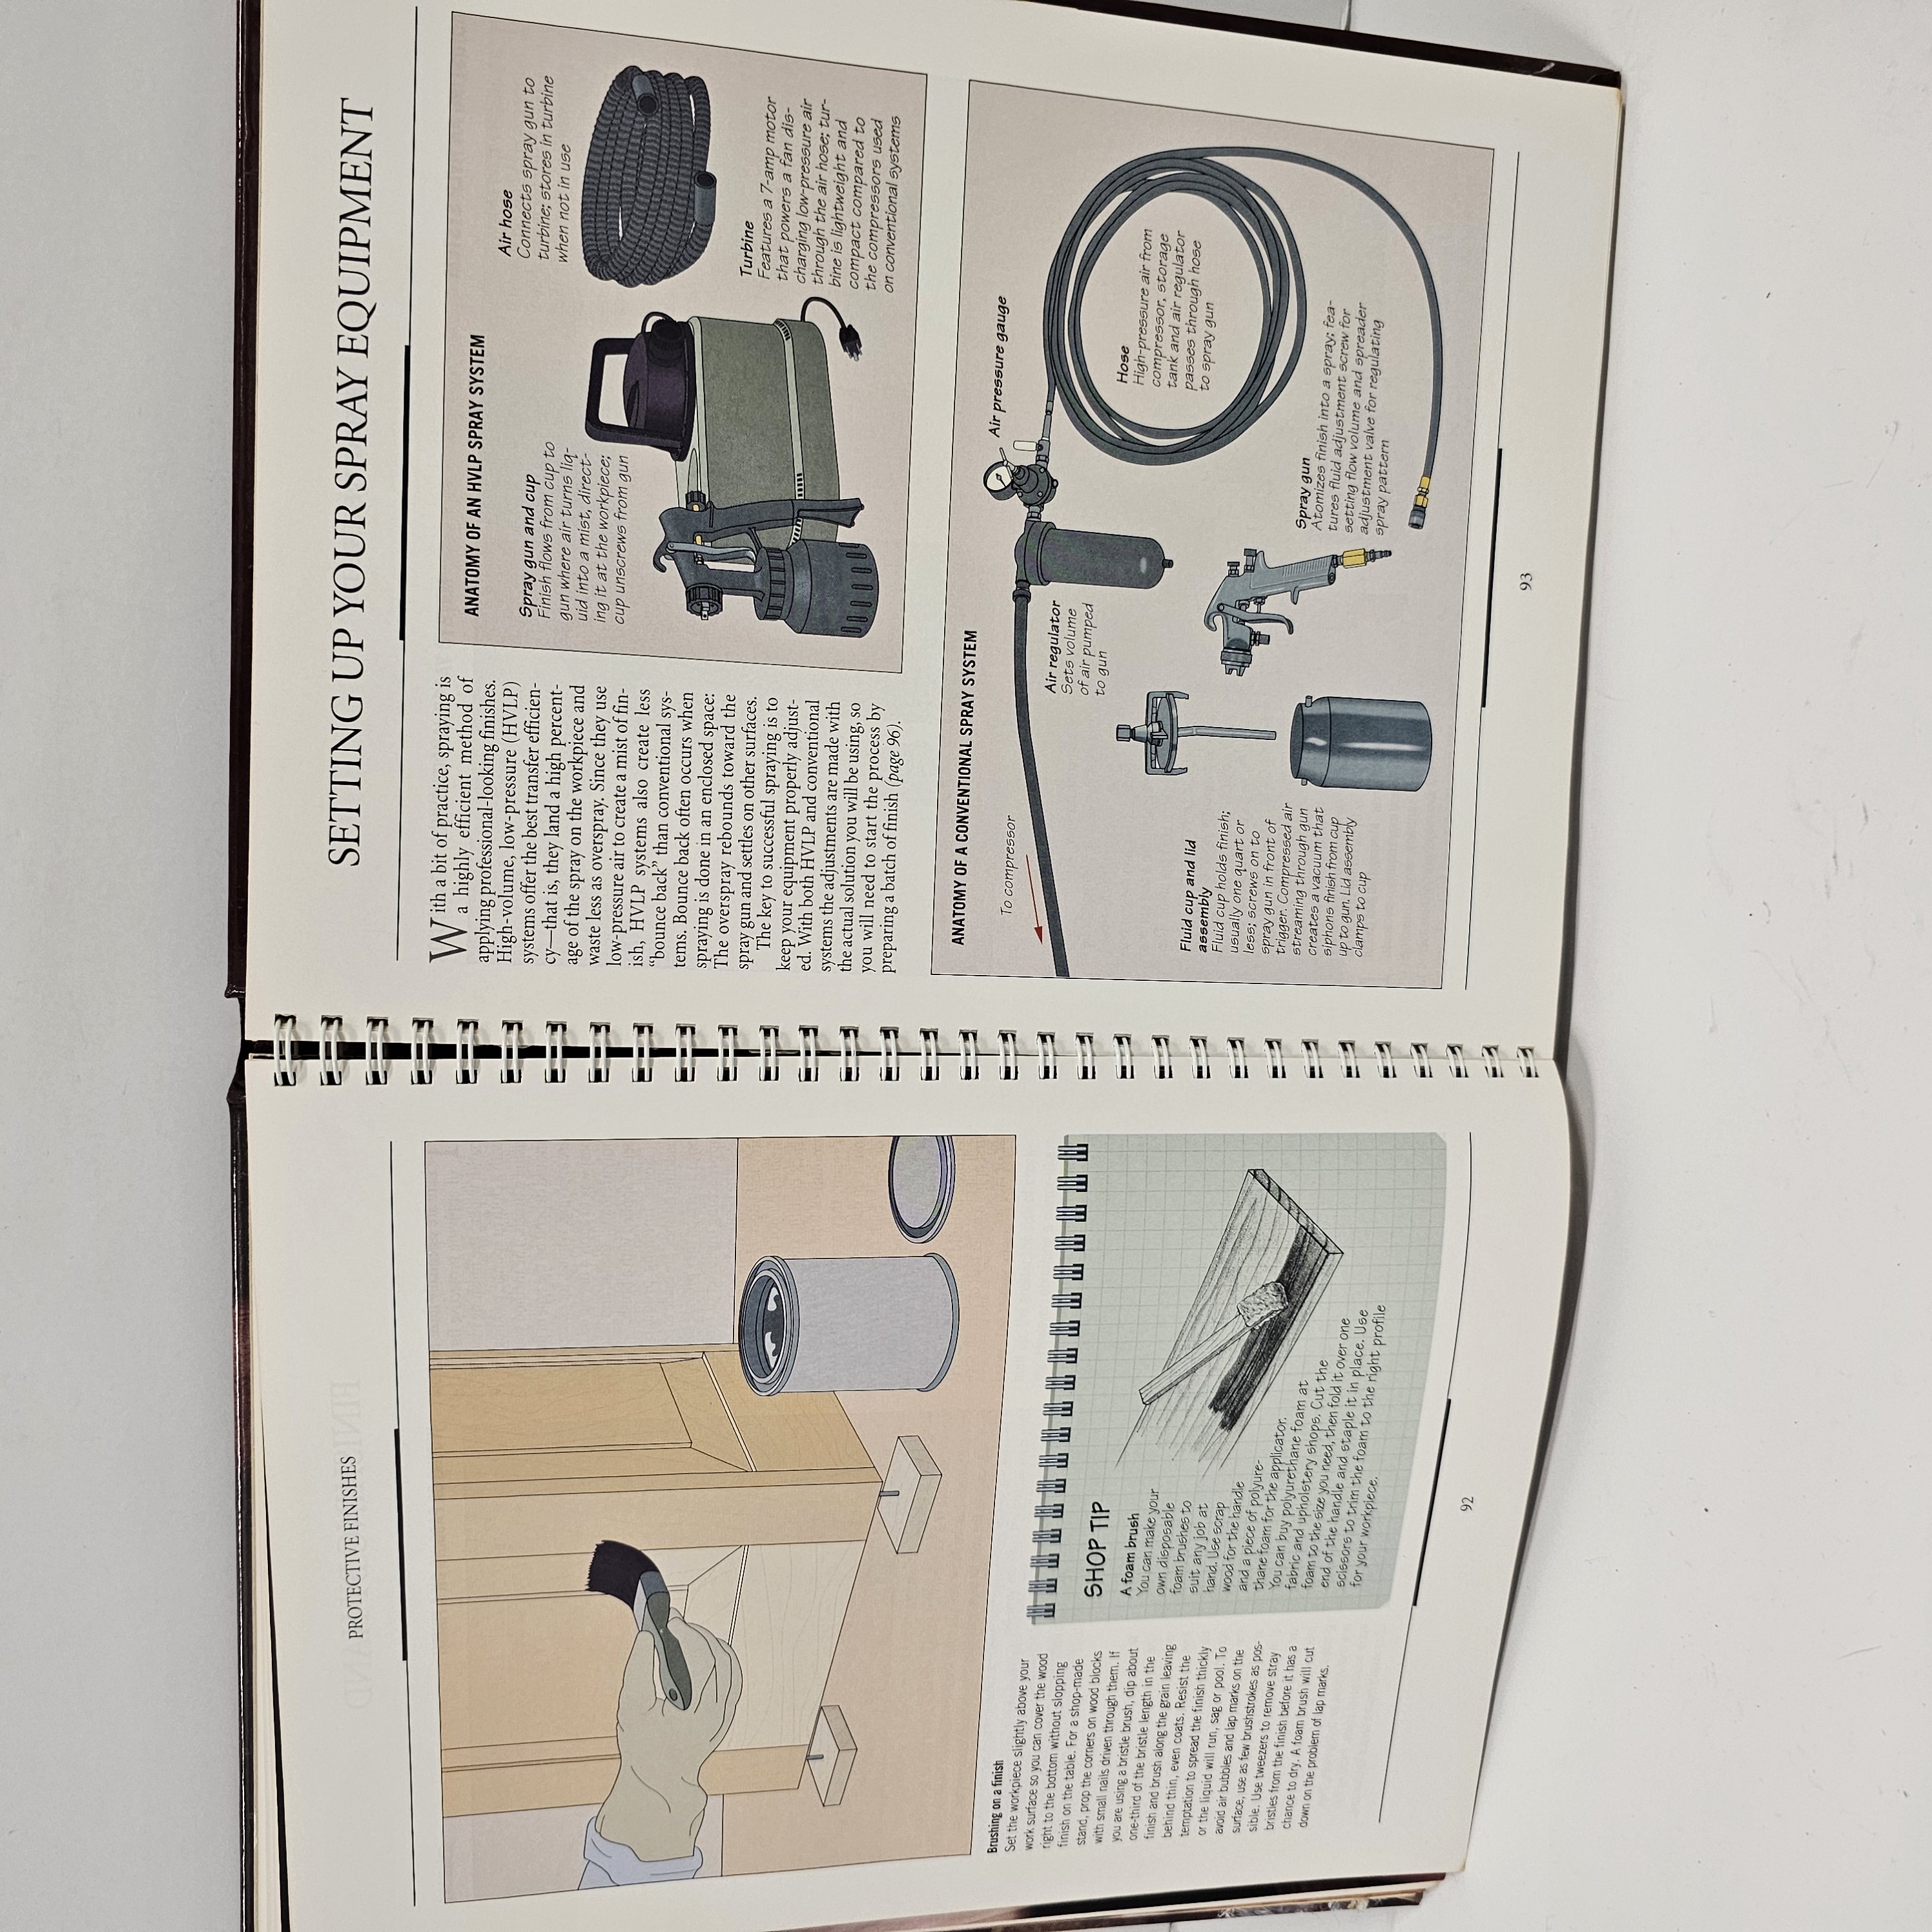 PROTECTIVE FINISHES
Brushing on a finish
Set the workpiece slightly above your
work surface so you can cover the wood
right to the bottom without slopping
finish on the table. For a shop-made
stand, prop the corners on wood blocks
with small nails driven through them. If
you are using a bristle brush, dip about
one-third of the bristle length in the
finish and brush along the grain leaving
behind thin, even coats. Resist the
temptation to spread the finish thickly
or the liquid will run, sag or pool. To
avoid air bubbles and lap marks on the
surface, use as few brushstrokes as pos-
sible. Use tweezers to remove stray
bristles from the finish before it has a
chance to dry. A foam brush will cut
down on the problem of lap marks.
SHOP TIP
A foam brush
You can make your
own disposable
foam brushes to
suit any job at
hand. Use scrap
wood for the handle
and a piece of polyure-
thane foam for the applicator.
You can buy polyurethane foam at
fabric and upholstery shops. Cut the
foam to the size you need, then fold it over one
end of the handle and staple it in place. Use
scissors to trim the foam to the right profile
for your workpiece.
92
SETTING UP YOUR SPRAY EQUIPMENT
With a bit of practice, spraying is
a highly efficient method of
applying professional-looking finishes.
High-volume, low-pressure (HVLP)
systems offer the best transfer efficien-
cy—that is, they land a high percent-
age of the spray on the workpiece and
waste less as overspray. Since they use
low-pressure air to create a mist of fin-
ish, HVLP systems also create less
“bounce back” than conventional sys-
tems. Bounce back often occurs when
spraying is done in an enclosed space:
The overspray rebounds toward the
spray gun and settles on other surfaces.
The key to successful spraying is to
keep your equipment properly adjust-
ed. With both HVLP and conventional
systems the adjustments are made with
the actual solution you will be using, so
you will need to start the process by
preparing a batch of finish (page 96).
ANATOMY OF AN HVLP SPRAY SYSTEM
Spray gun and cup
Finish flows from cup to
gun where air turns liq-
uid into a mist, direct-
ing it at the workpiece;
cup unscrews from gun
Air hose
Connects spray gun to
turbine; stores in turbine
when not in use
Turbine
Features a 7-amp motor
that powers a fan dis-
charging low-pressure air
through the air hose; tur-
bine is lightweight and
compact compared to
the compressors used
on conventional systems
ANATOMY OF A CONVENTIONAL SPRAY SYSTEM
To compressor
Air pressure gauge
Air regulator
Sets volume
of air pumped
to gun
Hose
High-pressure air from
compressor, storage
tank and air regulator
passes through hose
to spray gun
Fluid cup and lid
assembly
Fluid cup holds finish;
usually one quart or
less; screws on to
spray gun in front of
trigger. Compressed air
streaming through gun
creates a vacuum that
siphons finish from cup
up to gun. Lid assembly
clamps to cup
Spray gun
Atomizes finish into a spray; fea-
tures fluid adjustment screw for
setting flow volume and spreader
adjustment valve for regulating
spray pattern
93